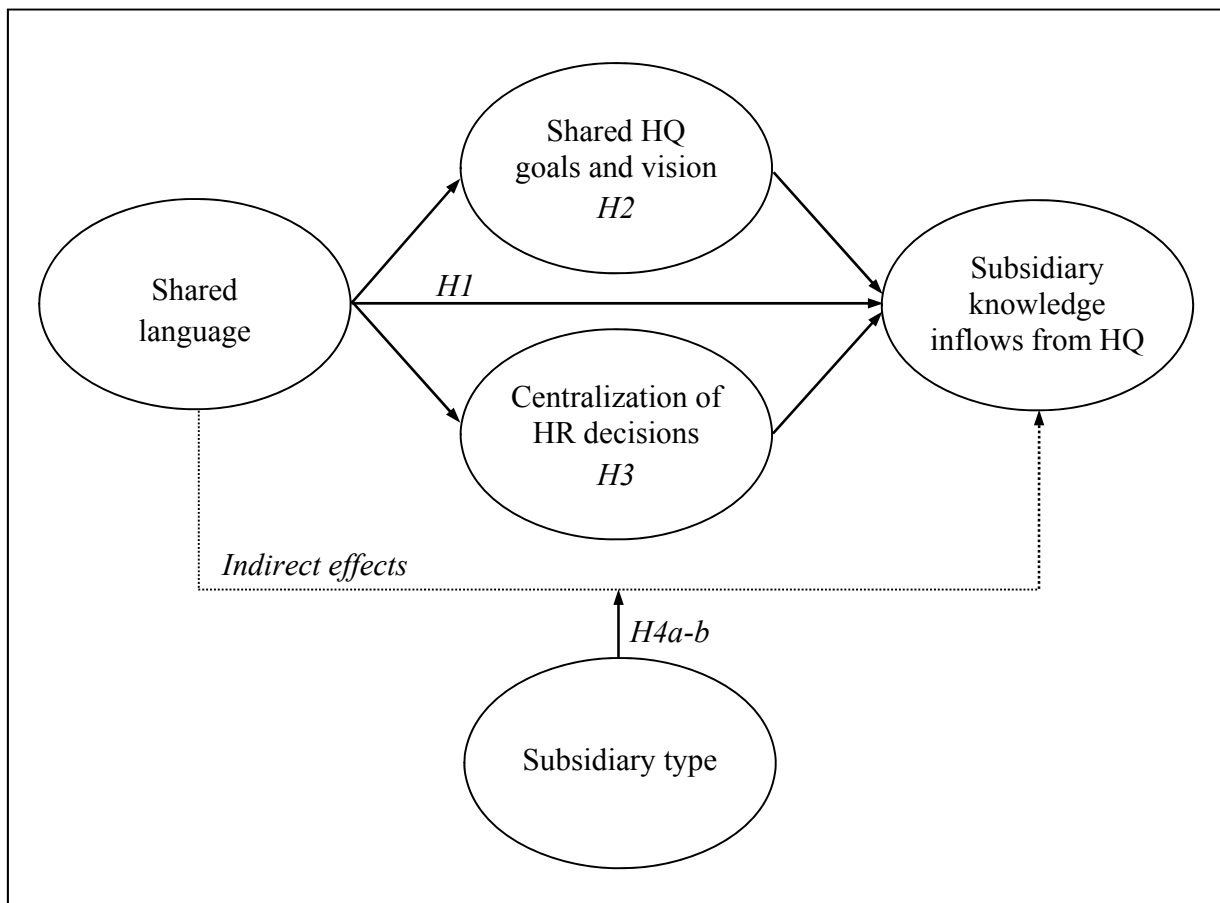 Shared HQ
goals and vision
H2
Shared
language
H1
Subsidiary
knowledge
inflows from HQ
Centralization of
HR decisions
H3
Indirect effects
H4a-b
Subsidiary type